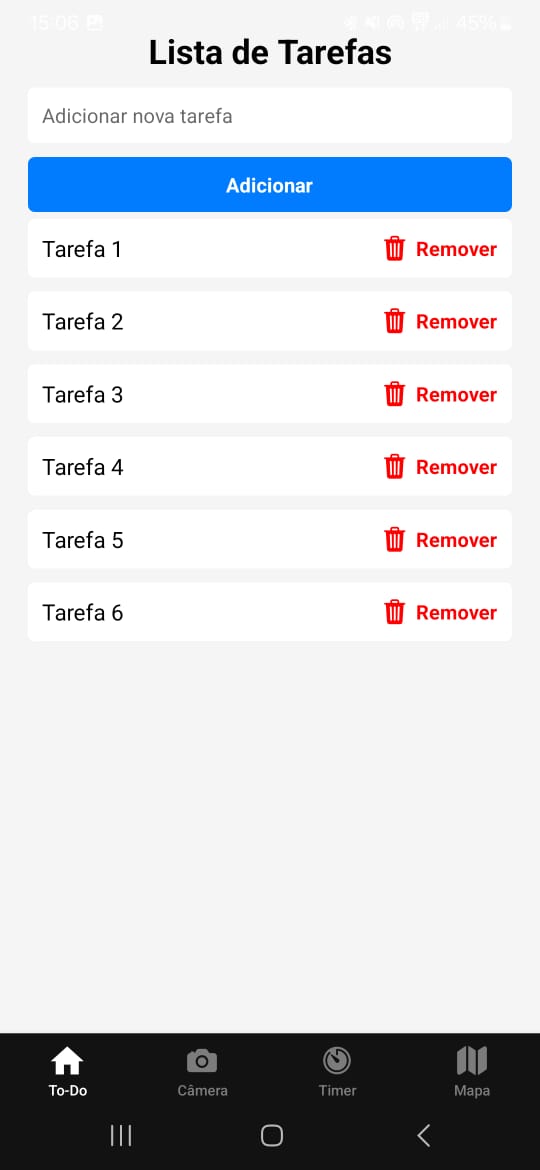 15:06 45%
Lista de Tarefas
Adicionar nova tarefa
Adicionar
Tarefa 1 Remover
Tarefa 2 Remover
Tarefa 3 Remover
Tarefa 4 Remover
Tarefa 5 Remover
Tarefa 6 Remover
To-Do Câmera Timer Mapa